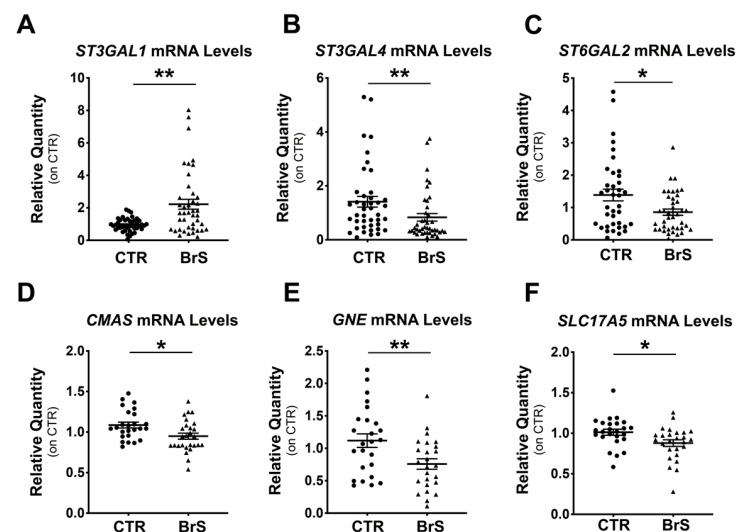 A
ST3GAL1 mRNA Levels
**
Relative Quantity
(on CTR)
10
8
6
4
2
0
CTR BrS
B
ST3GAL4 mRNA Levels
**
Relative Quantity
(on CTR)
6
4
2
0
CTR BrS
C
ST6GAL2 mRNA Levels
*
Relative Quantity
(on CTR)
5
4
3
2
1
0
CTR BrS
D
CMAS mRNA Levels
*
Relative Quantity
(on CTR)
2.0
1.5
1.0
0.5
0.0
CTR BrS
E
GNE mRNA Levels
**
Relative Quantity
(on CTR)
2.5
2.0
1.5
1.0
0.5
0.0
CTR BrS
F
SLC17A5 mRNA Levels
*
Relative Quantity
(on CTR)
2.0
1.5
1.0
0.5
0.0
CTR BrS